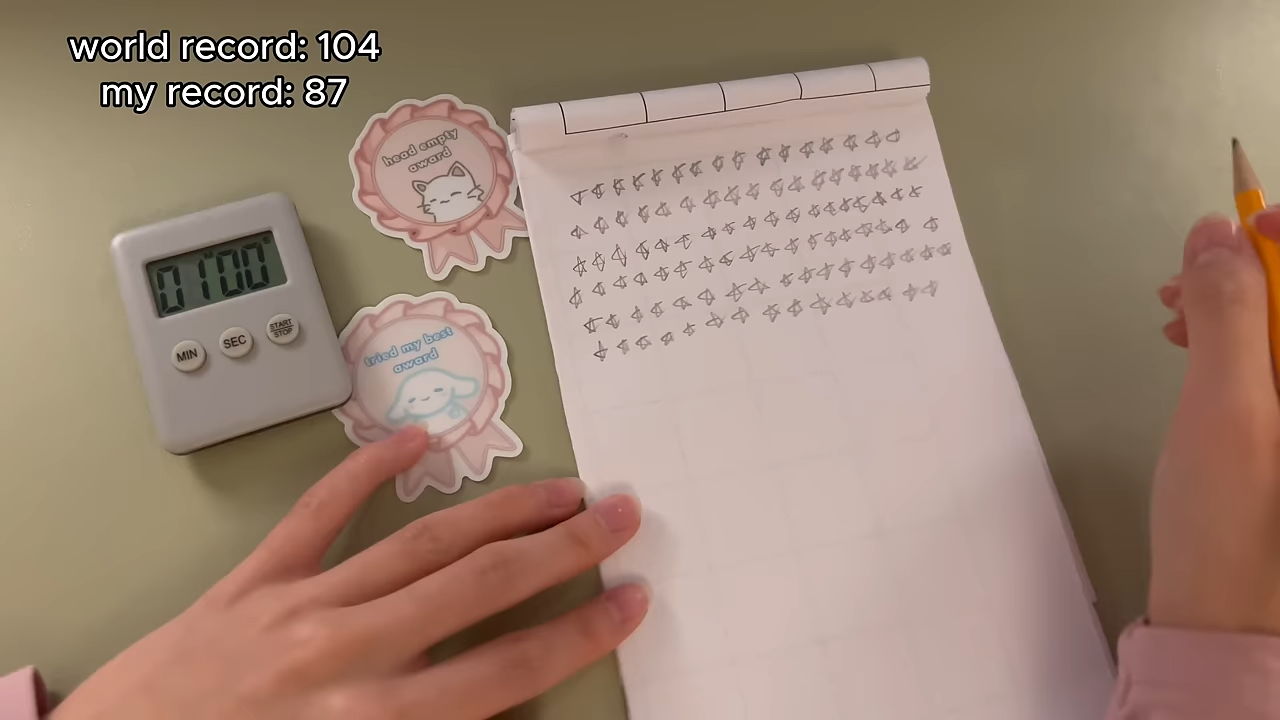 world record: 104
my record: 87
head empty
award
01 00
MIN
SEC
START
STOP
tried my best
award